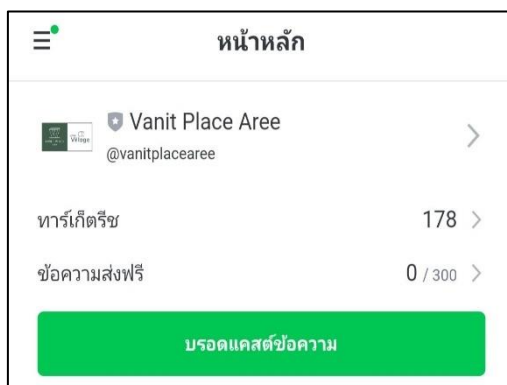 หน้าหลัก
Vanit Place Aree
@vanitplacearee
ทาร์เก็ตรีช 178
ข้อความส่งฟรี 0 / 300
บรอดแคสต์ข้อความ